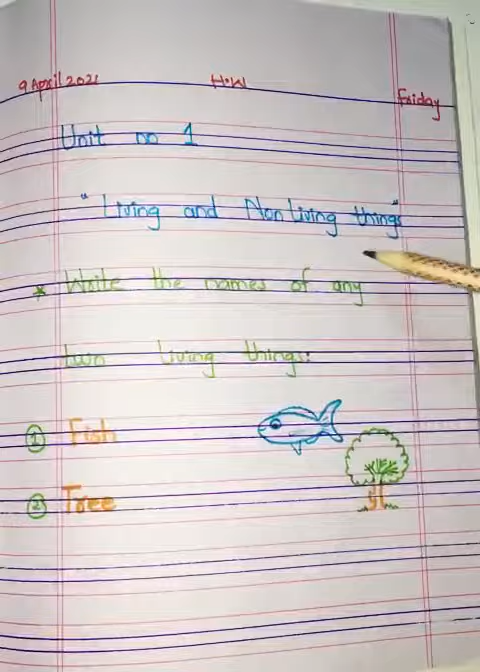 9 April 2021 H.W Friday
Unit no 1
" Living and Non Living things"
* Write the names of any
two living things:
1 Fish
2 Tree